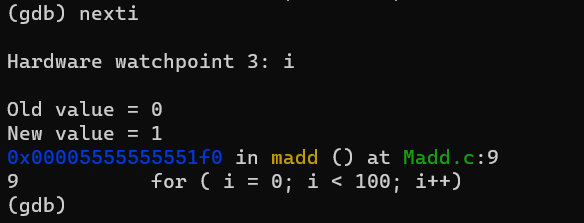 (gdb) nexti
Hardware watchpoint 3: i
Old value = 0
New value = 1
0x00005555555551f0 in madd () at Madd.c:9
9           for ( i = 0; i < 100; i++)
(gdb)